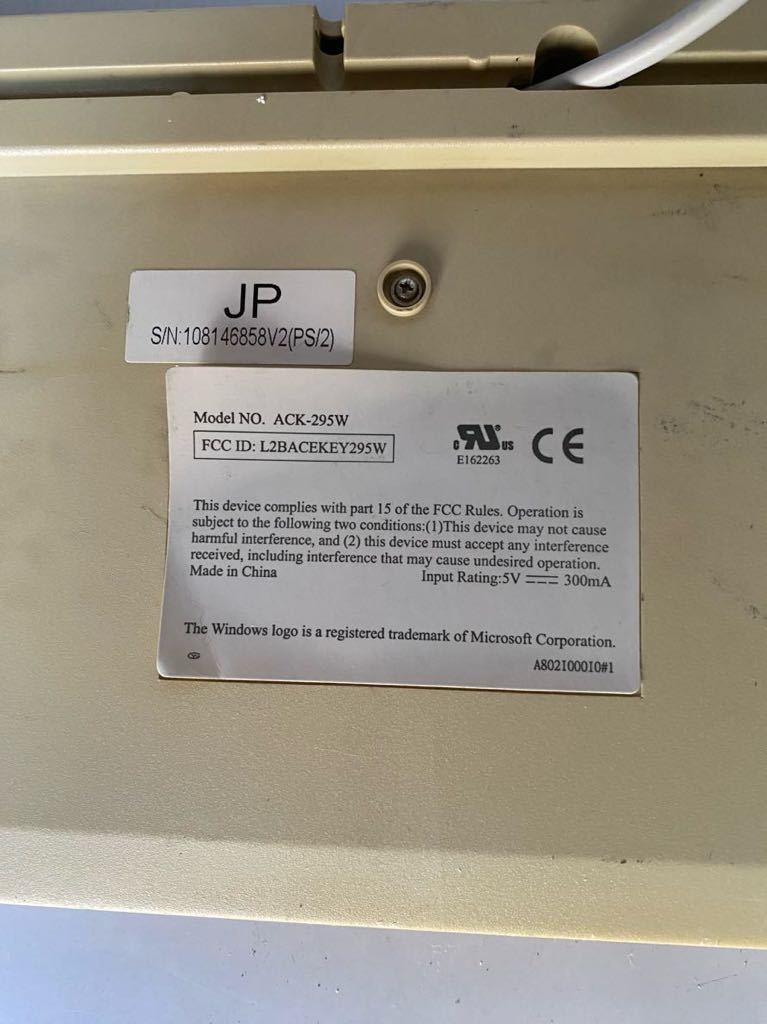 JP
S/N:108146858V2(PS/2)
Model NO. ACK-295W
FCC ID: L2BACEKEY295W
c RU® US
E162263
CE
This device complies with part 15 of the FCC Rules. Operation is
subject to the following two conditions:(1)This device may not cause
harmful interference, and (2) this device must accept any interference
received, including interference that may cause undesired operation.
Made in China
Input Rating:5V 300mA
The Windows logo is a registered trademark of Microsoft Corporation.
A802100010#1